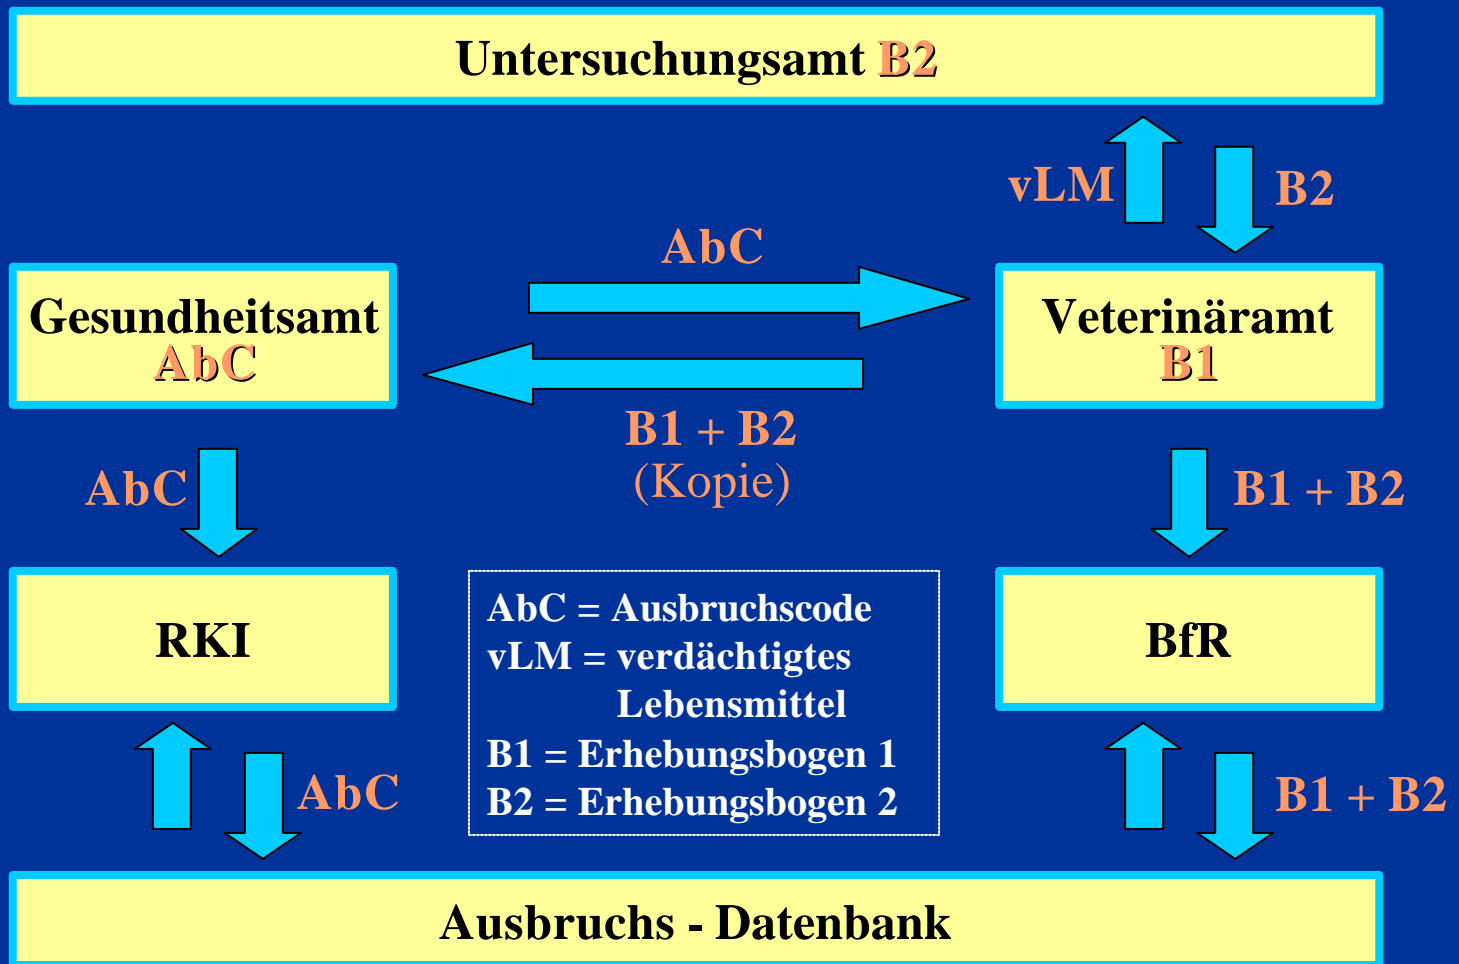 Untersuchungsamt B2
vLM
B2
AbC
Gesundheitsamt
AbC
Veterinäramt
B1
B1 + B2
(Kopie)
AbC
B1 + B2
RKI
AbC = Ausbruchscode
vLM = verdächtigtes
Lebensmittel
B1 = Erhebungsbogen 1
B2 = Erhebungsbogen 2
BfR
AbC
B1 + B2
Ausbruchs - Datenbank